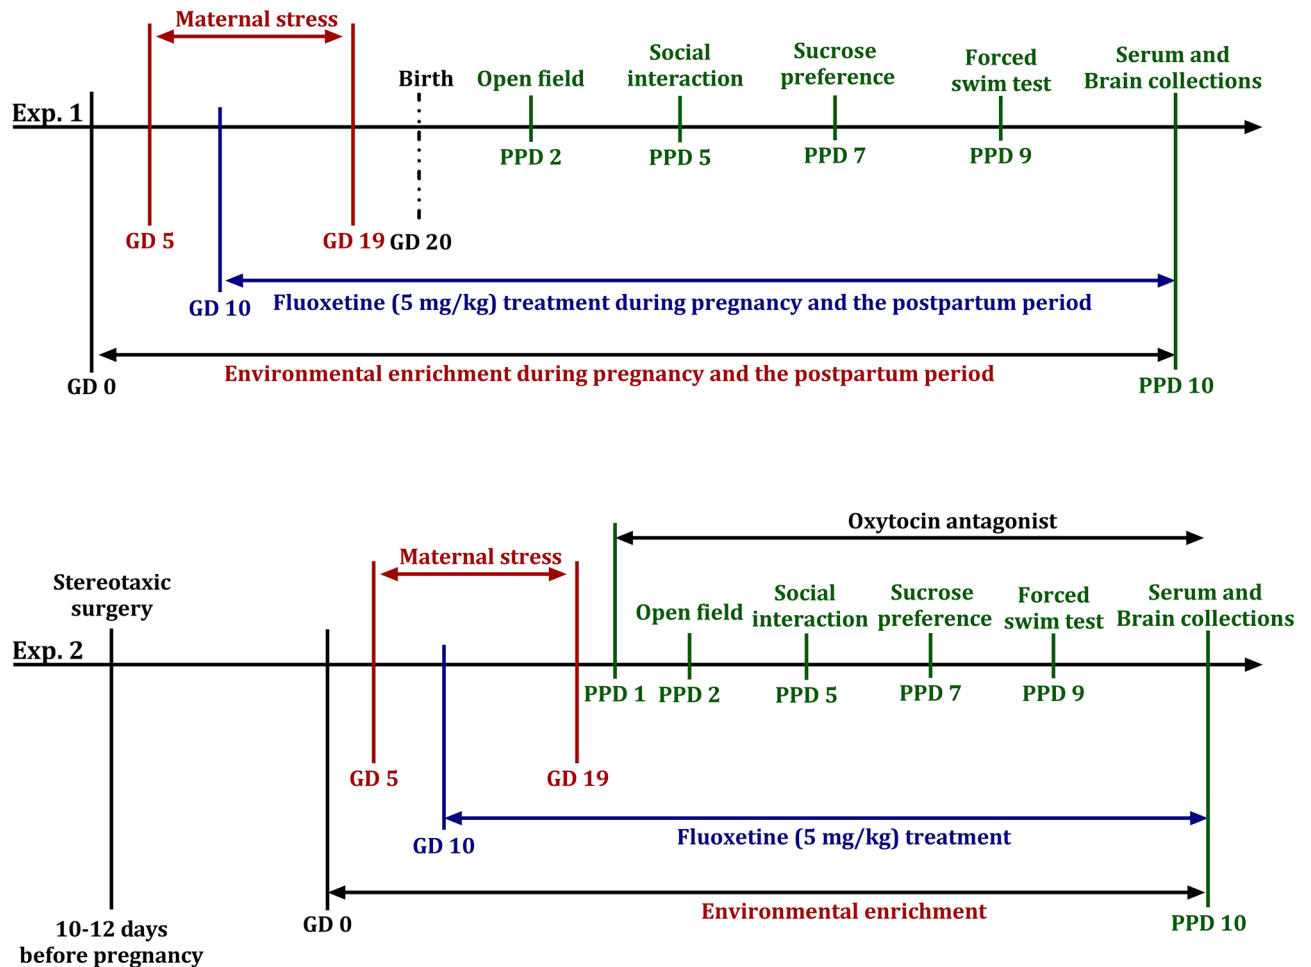 Maternal stress
Birth
Open field
Social
interaction
Sucrose
preference
Forced
swim test
Serum and
Brain collections
Exp. 1
PPD 2
PPD 5
PPD 7
PPD 9
GD 5
GD 19
GD 20
GD 10
Fluoxetine (5 mg/kg) treatment during pregnancy and the postpartum period
GD 0
Environmental enrichment during pregnancy and the postpartum period
PPD 10
Oxytocin antagonist
Maternal stress
Stereotaxic
surgery
Open field
Social
interaction
Sucrose
preference
Forced
swim test
Serum and
Brain collections
Exp. 2
PPD 1
PPD 2
PPD 5
PPD 7
PPD 9
GD 5
GD 19
GD 10
Fluoxetine (5 mg/kg) treatment
10-12 days
before pregnancy
GD 0
Environmental enrichment
PPD 10